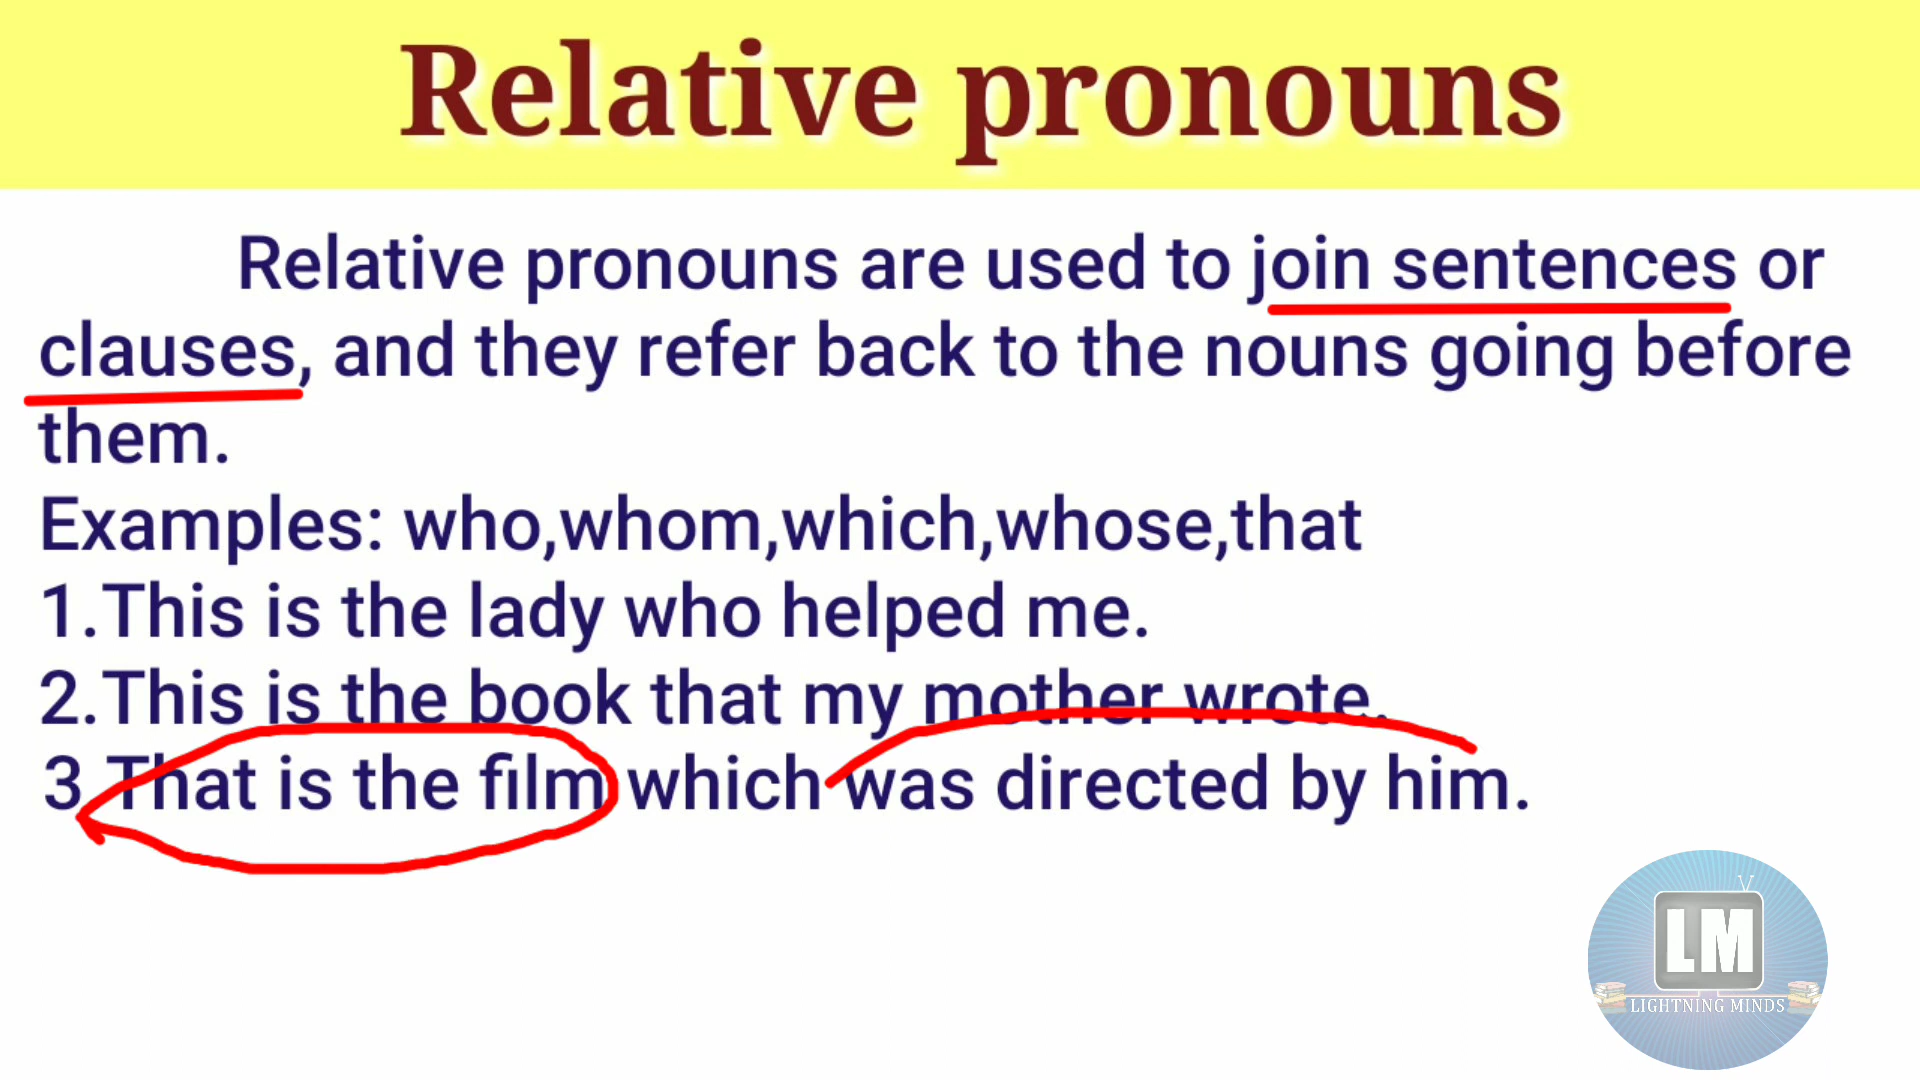 Relative pronouns
Relative pronouns are used to join sentences or
clauses, and they refer back to the nouns going before
them.
Examples: who,whom,which,whose,that
1.This is the lady who helped me.
2.This is the book that my mother wrote.
3.That is the film which was directed by him.
LM
LIGHTNING MINDS